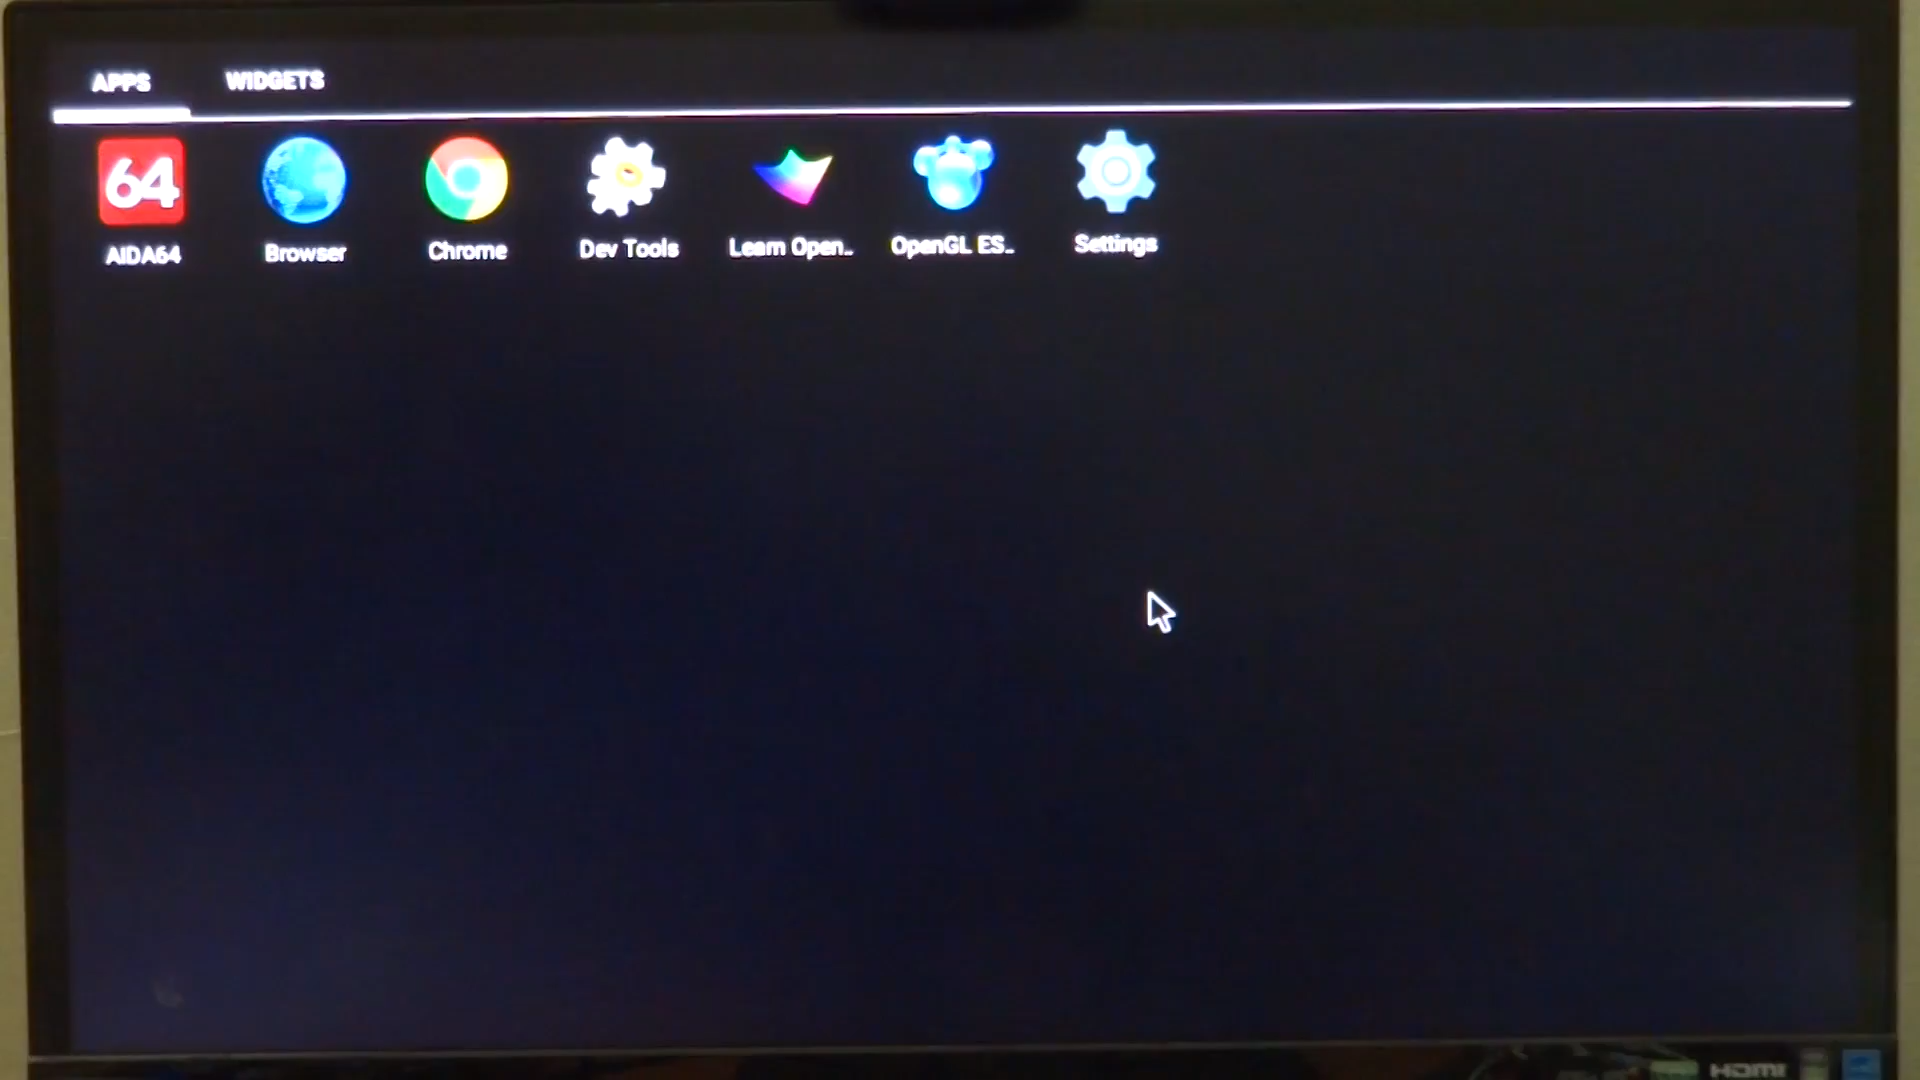 APPS WIDGETS
64
AIDA64 Browser Chrome Dev Tools Learn Open.. OpenGL ES..  Settings
HDMI